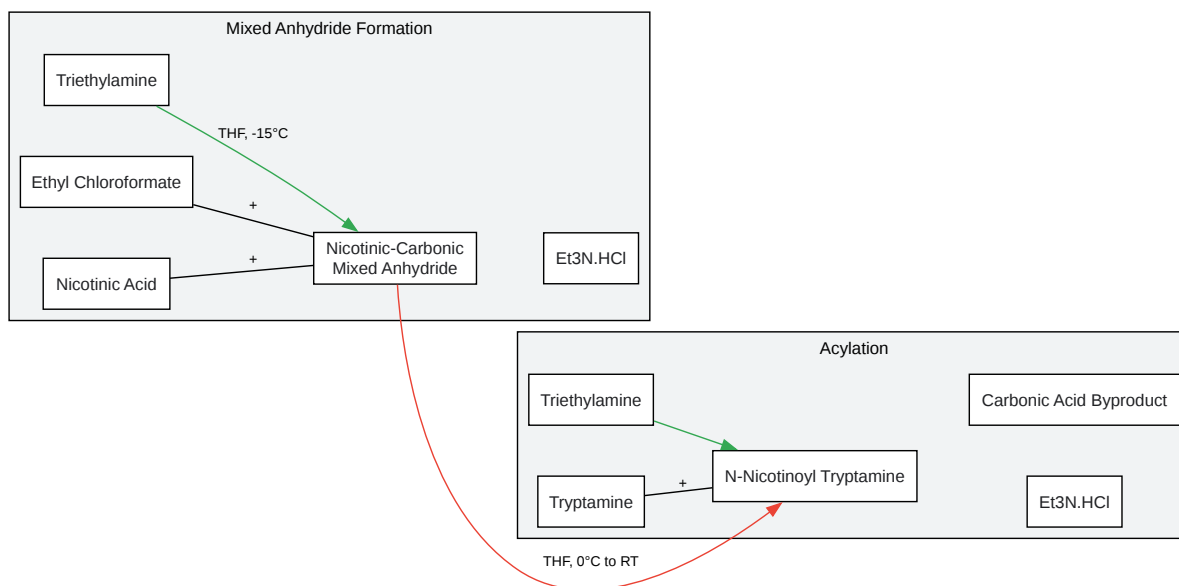 Mixed Anhydride Formation
Triethylamine
THF, -15°C
Ethyl Chloroformate
+
Nicotinic-Carbonic
Mixed Anhydride
Et3N.HCl
+
Nicotinic Acid
Acylation
Triethylamine
Carbonic Acid Byproduct
N-Nicotinoyl Tryptamine
+
Tryptamine
Et3N.HCl
THF, 0°C to RT